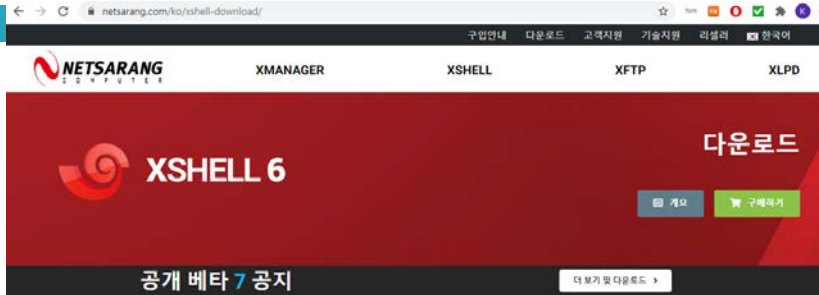 netsarang.com/ko/xshell-download/
구입안내 다운로드 고객지원 기술지원 리셀러 한국어
NETSARANG XMANAGER XSHELL XFTP XLPD
COMPUTER
다운로드
XSHELL 6
개요 구매하기
공개 베타 7 공지 더 보기 및 다운로드 >